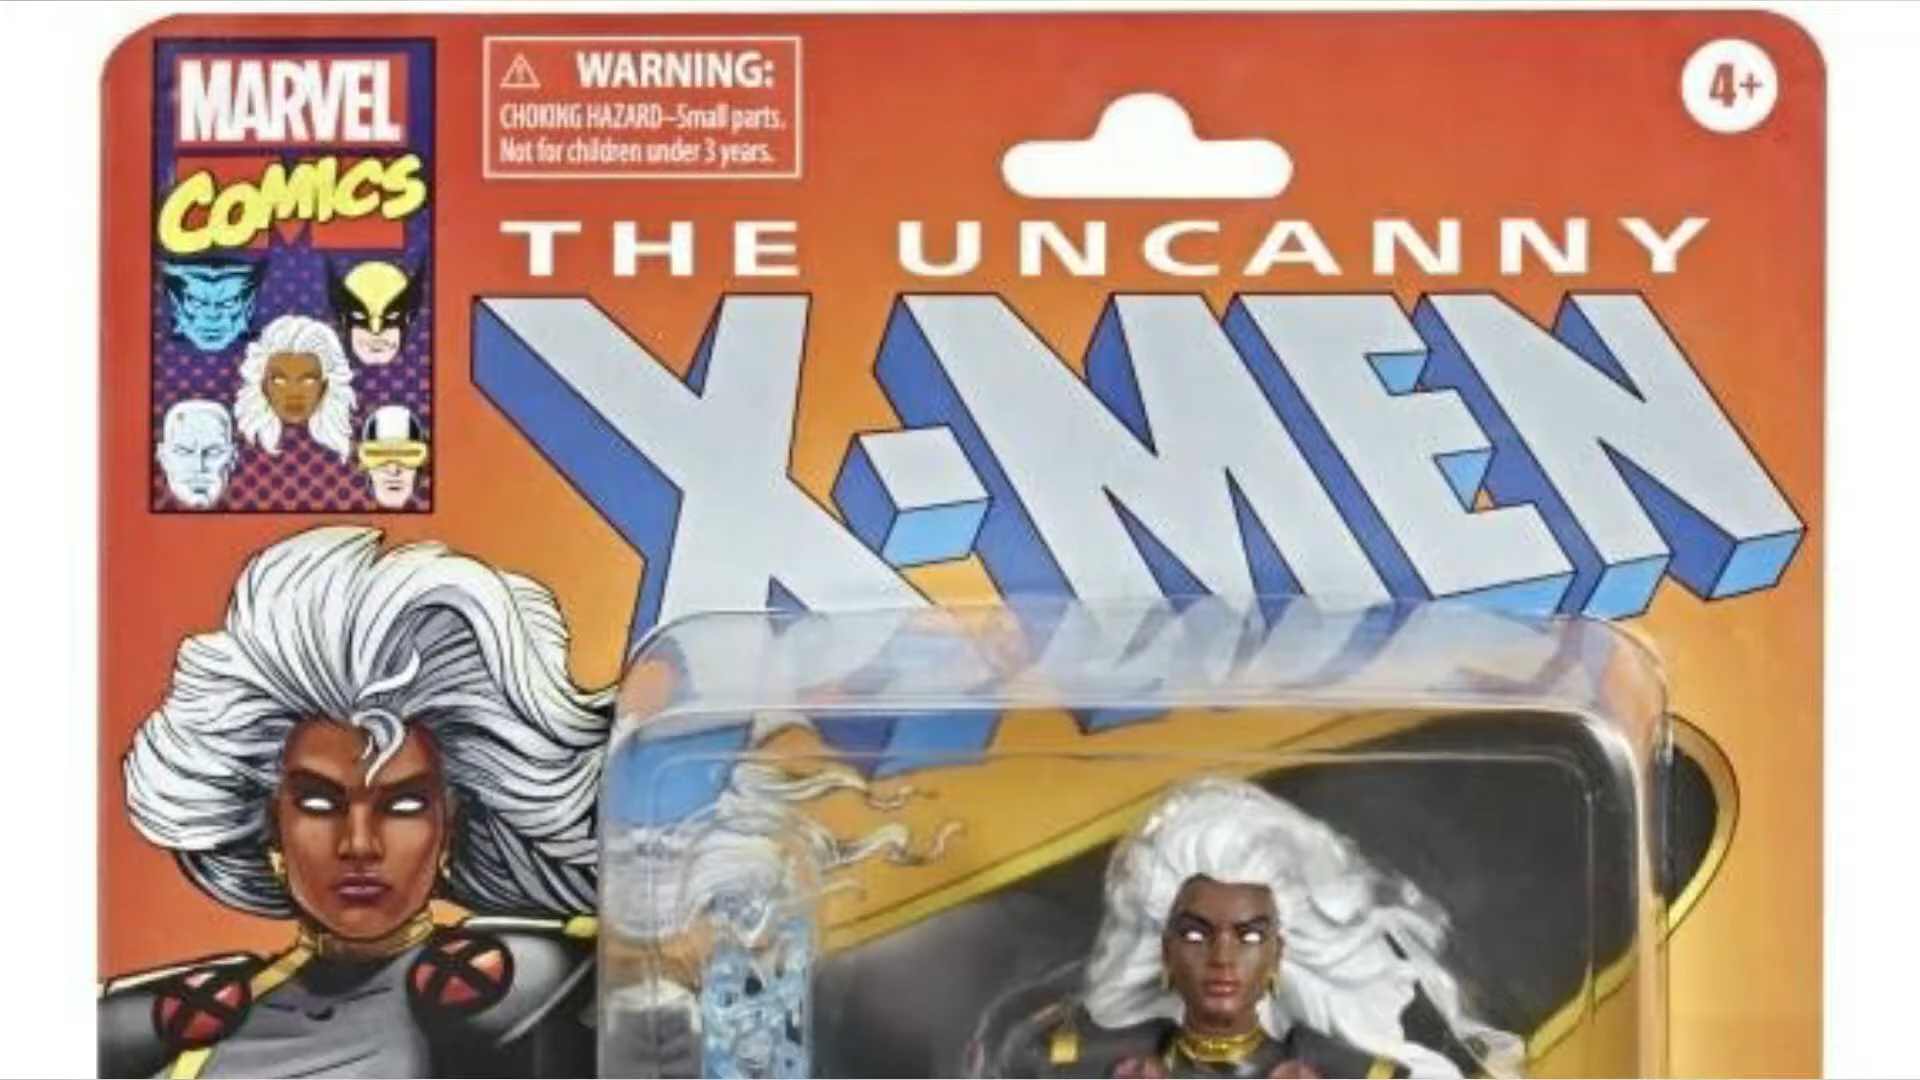 MARVEL
COMICS
WARNING:
CHOKING HAZARD–Small parts.
Not for children under 3 years.
4+
THE UNCANNY
X-MEN